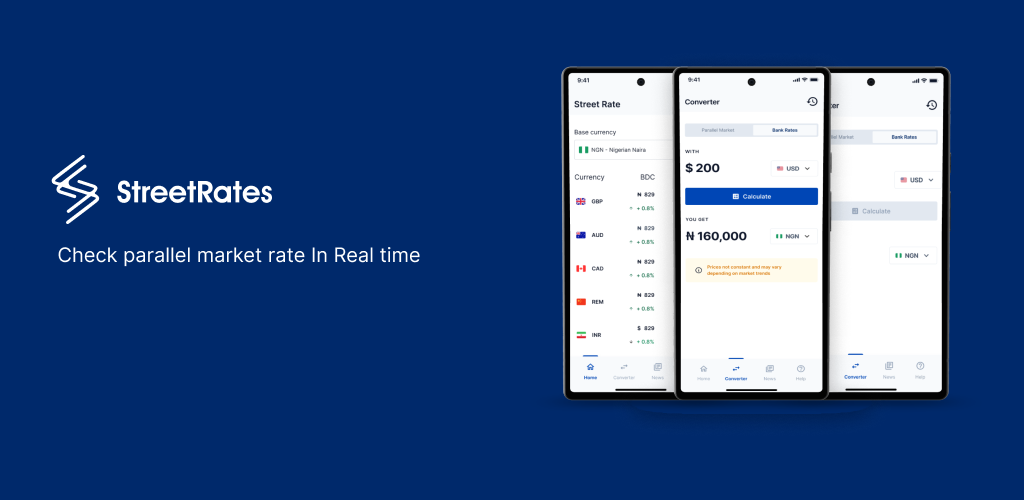 StreetRates
Check parallel market rate In Real time
9:41
Street Rate
Base currency
NGN - Nigerian Naira
Currency BDC
GBP ₦ 829
+ 0.8%
AUD ₦ 829
+ 0.8%
CAD ₦ 829
+ 0.8%
REM ₦ 829
+ 0.8%
INR $ 829
+ 0.8%
Home Converter News
9:41
Converter
Parallel Market Bank Rates
WITH
$ 200 USD
Calculate
YOU GET
₦ 160,000 NGN
Prices not constant and may vary
depending on market trends
Home Converter News Help
ter
Market Bank Rates
USD
Calculate
NGN
Converter News Help